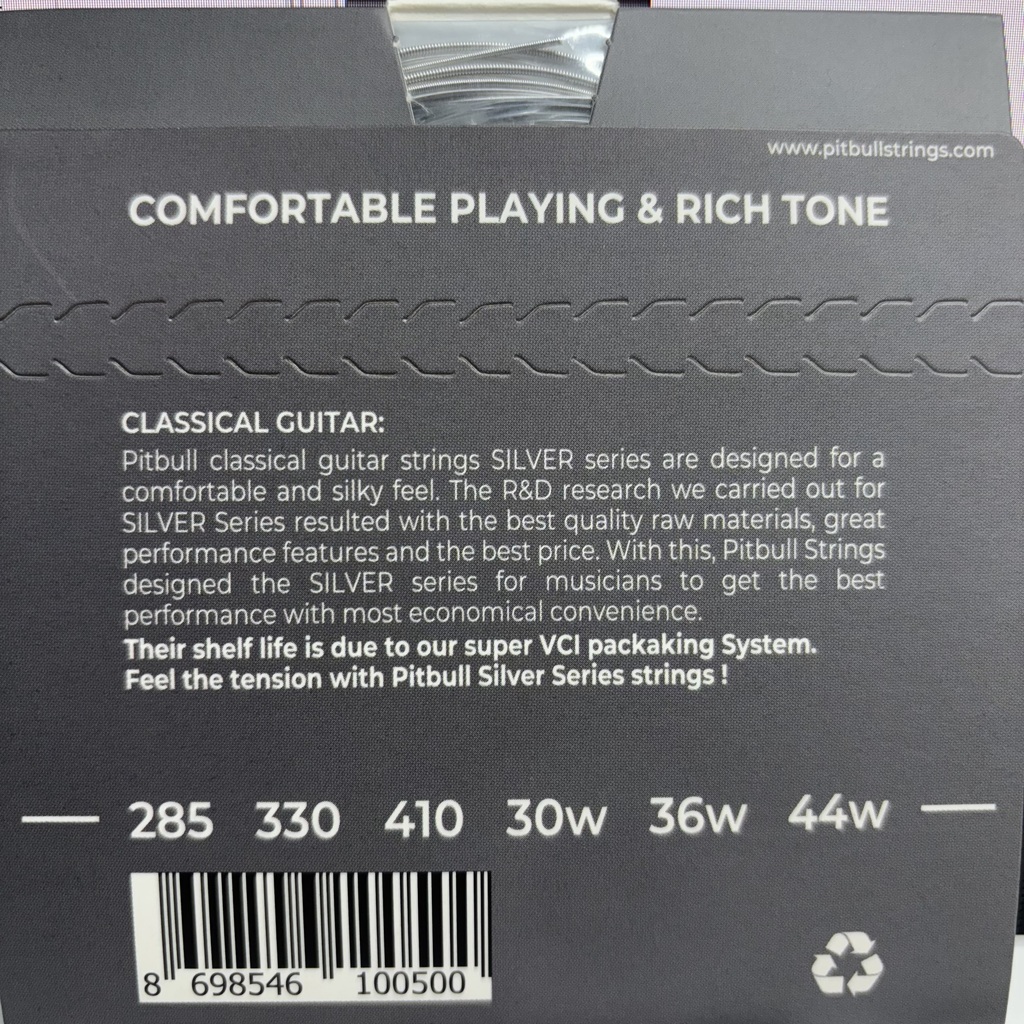 www.pitbullstrings.com
COMFORTABLE PLAYING & RICH TONE
CLASSICAL GUITAR:
Pitbull classical guitar strings SILVER series are designed for a
comfortable and silky feel. The R&D research we carried out for
SILVER Series resulted with the best quality raw materials, great
performance features and the best price. With this, Pitbull Strings
designed the SILVER series for musicians to get the best
performance with most economical convenience.
Their shelf life is due to our super VCI packaking System.
Feel the tension with Pitbull Silver Series strings !
285 330 410 30w 36w 44w
8 698546 100500